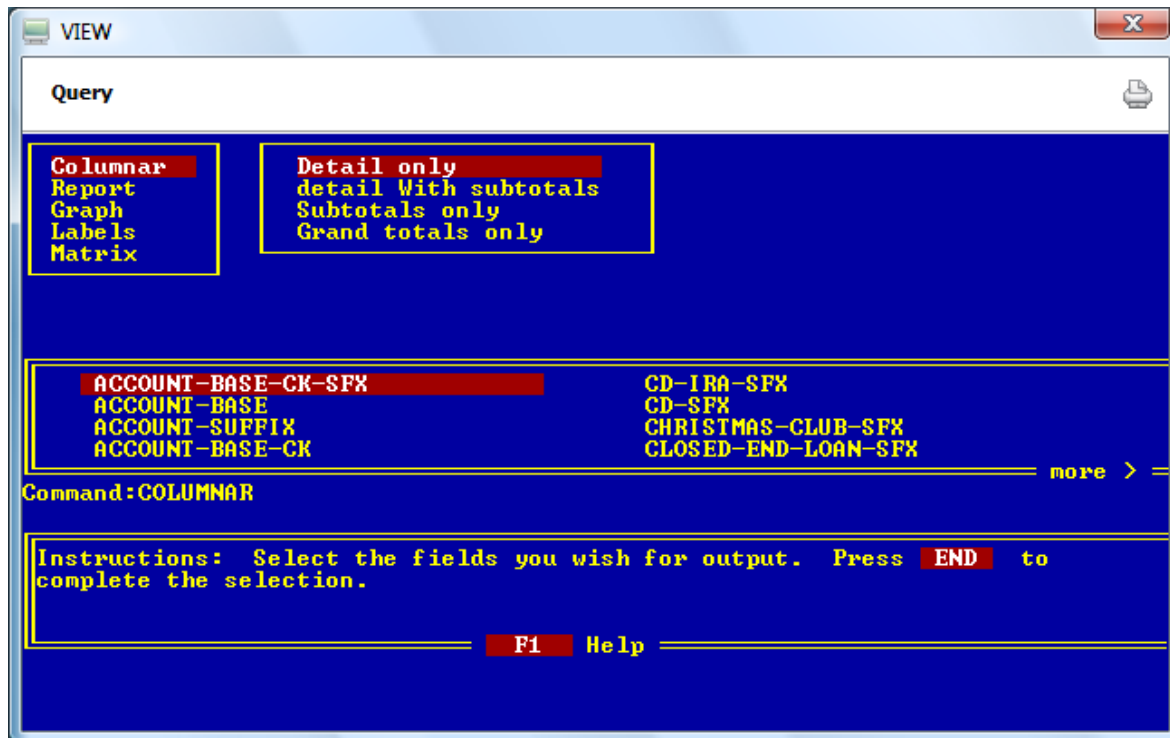 VIEW
X
Query
Columnar
Report
Graph
Labels
Matrix
Detail only
detail With subtotals
Subtotals only
Grand totals only
ACCOUNT-BASE-CK-SFX
ACCOUNT-BASE
ACCOUNT-SUFFIX
ACCOUNT-BASE-CK
CD-IRA-SFX
CD-SFX
CHRISTMAS-CLUB-SFX
CLOSED-END-LOAN-SFX
more >
Command:COLUMNAR
Instructions: Select the fields you wish for output. Press END to
complete the selection.
F1 Help